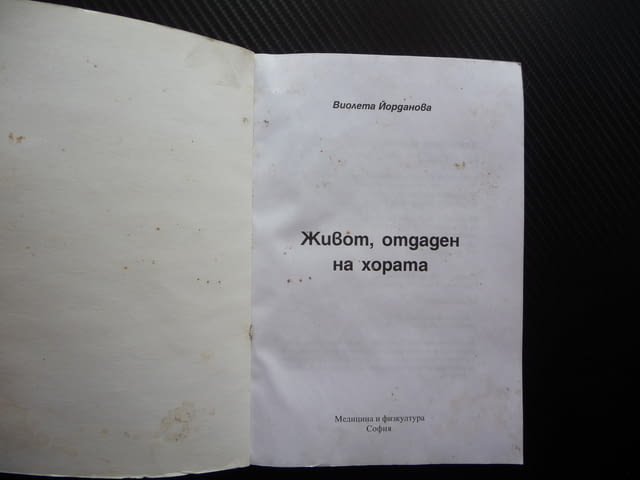 Виолета Йорданова
Живот, отдаден
на хората
Медицина и физкултура
София